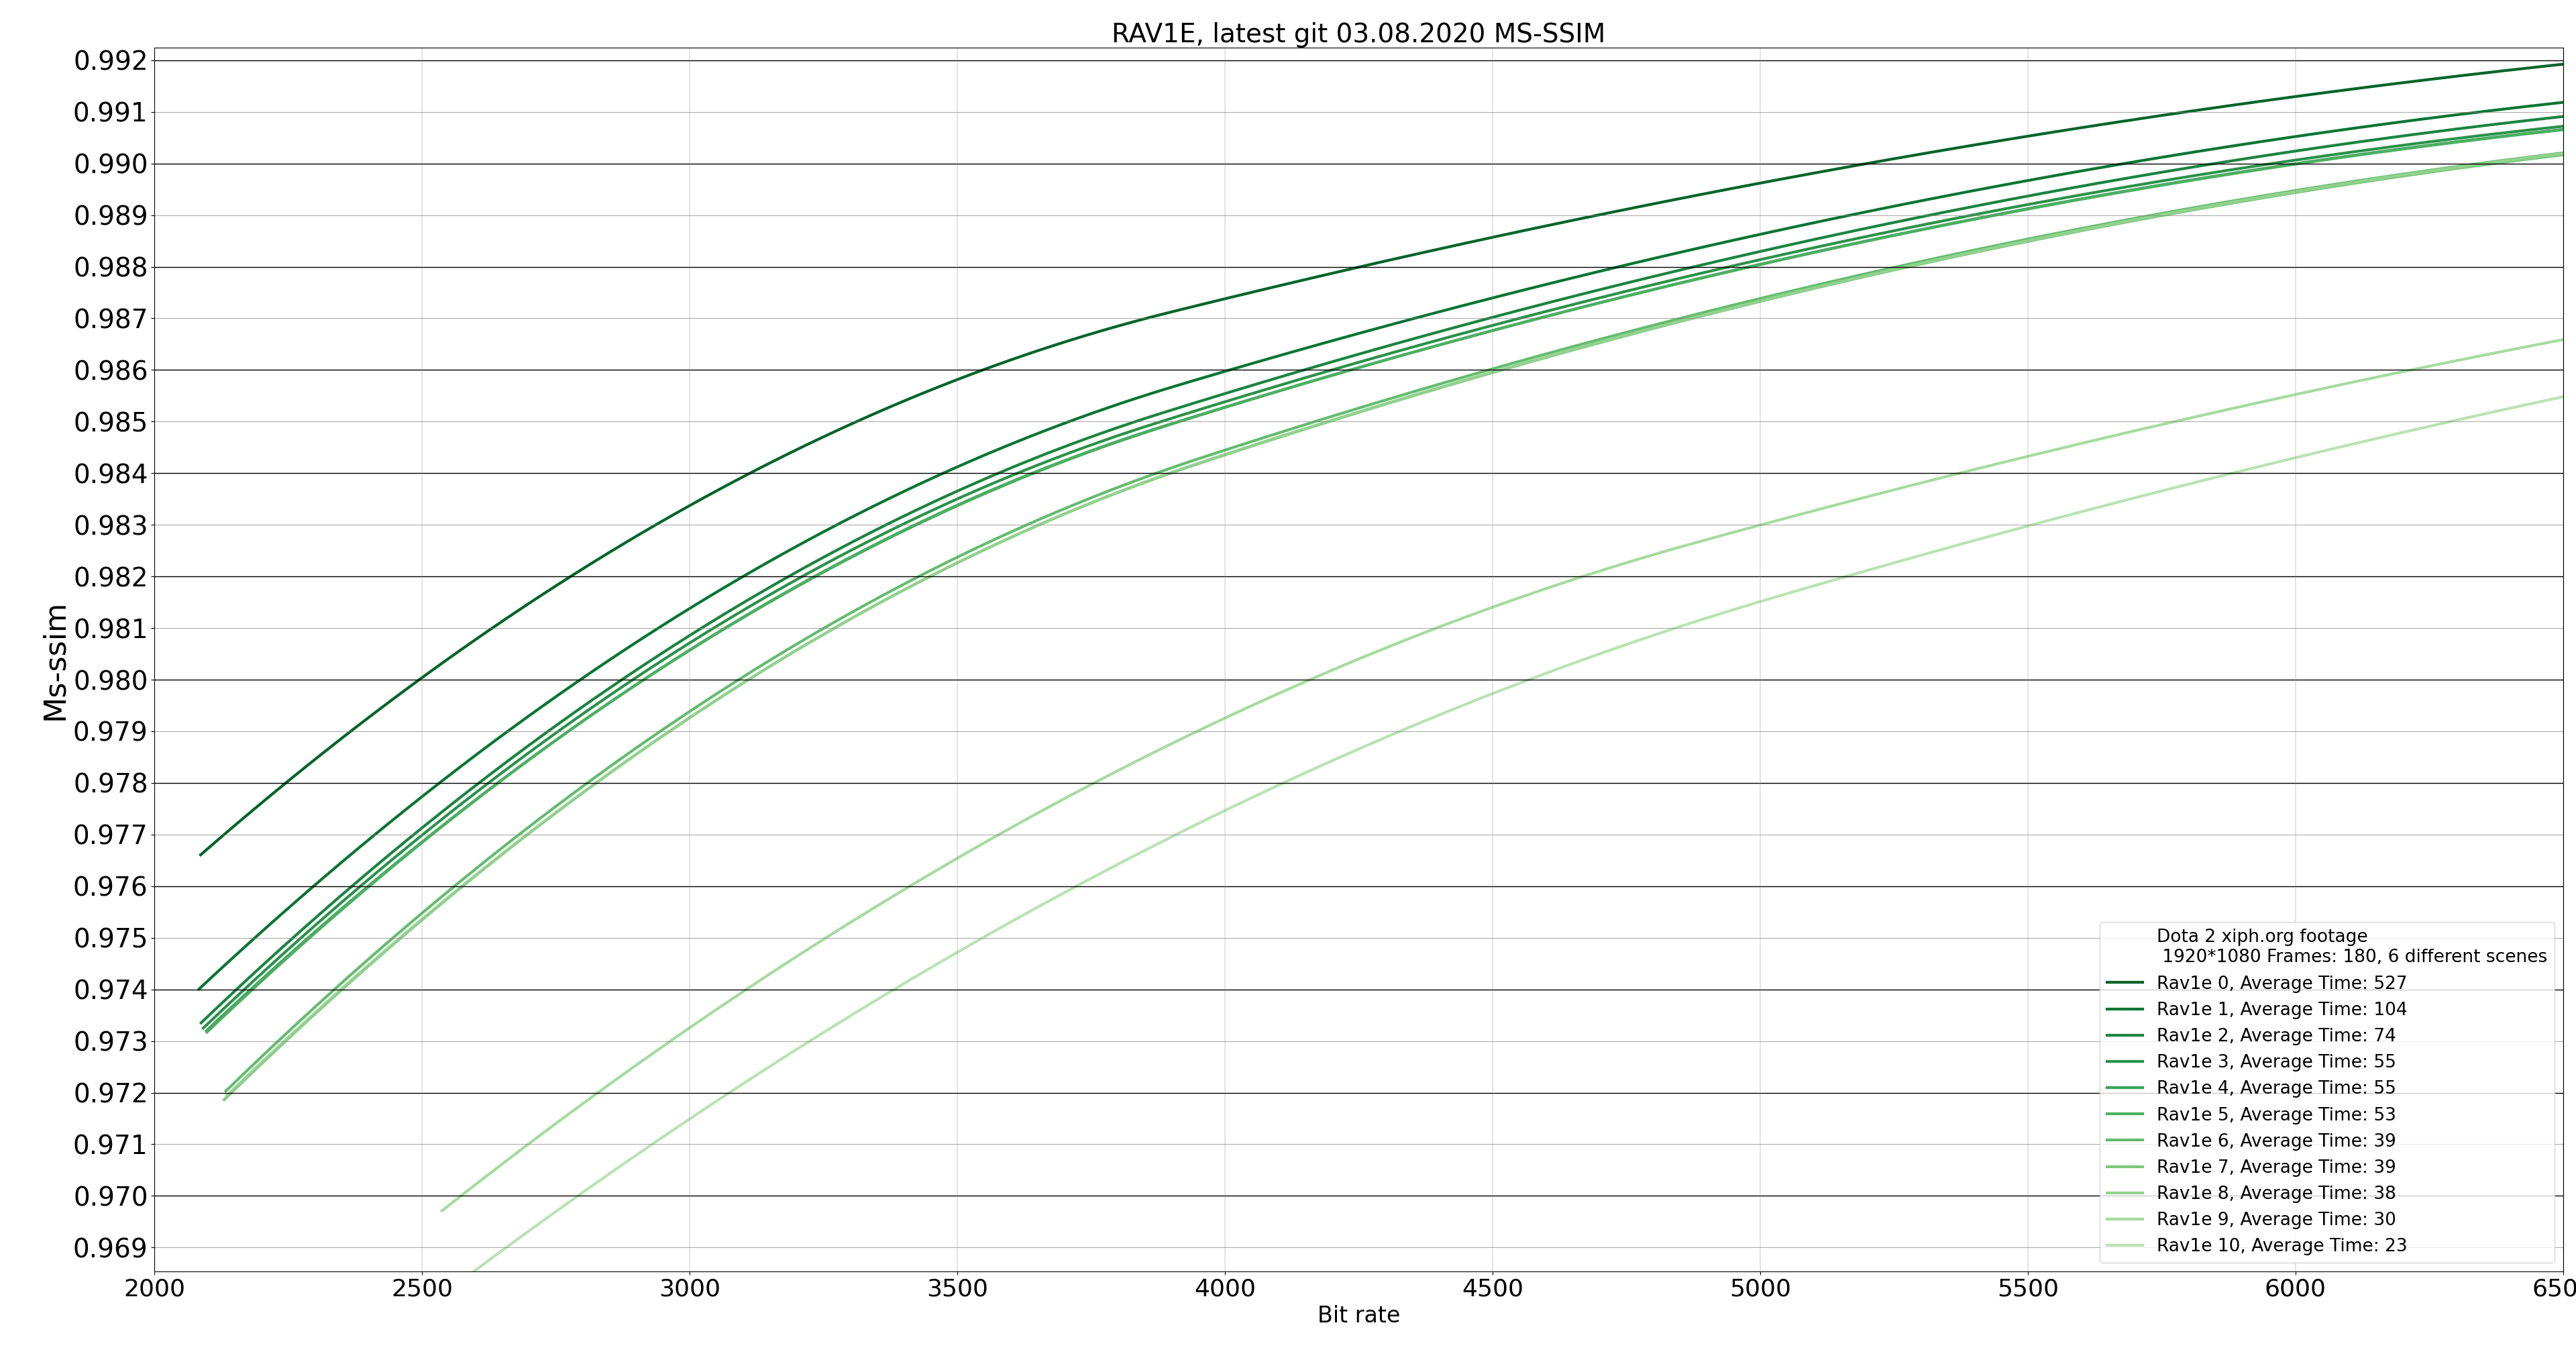 RAV1E, latest git 03.08.2020 MS-SSIM
0.992
0.991
0.990
0.989
0.988
0.987
0.986
0.985
0.984
0.983
0.982
0.981
0.980
0.979
0.978
0.977
0.976
0.975
0.974
0.973
0.972
0.971
0.970
0.969
Ms-ssim
Dota 2 xiph.org footage
1920*1080 Frames: 180, 6 different scenes
Rav1e 0, Average Time: 527
Rav1e 1, Average Time: 104
Rav1e 2, Average Time: 74
Rav1e 3, Average Time: 55
Rav1e 4, Average Time: 55
Rav1e 5, Average Time: 53
Rav1e 6, Average Time: 39
Rav1e 7, Average Time: 39
Rav1e 8, Average Time: 38
Rav1e 9, Average Time: 30
Rav1e 10, Average Time: 23
2000 2500 3000 3500 4000 4500 5000 5500 6000 650
Bit rate